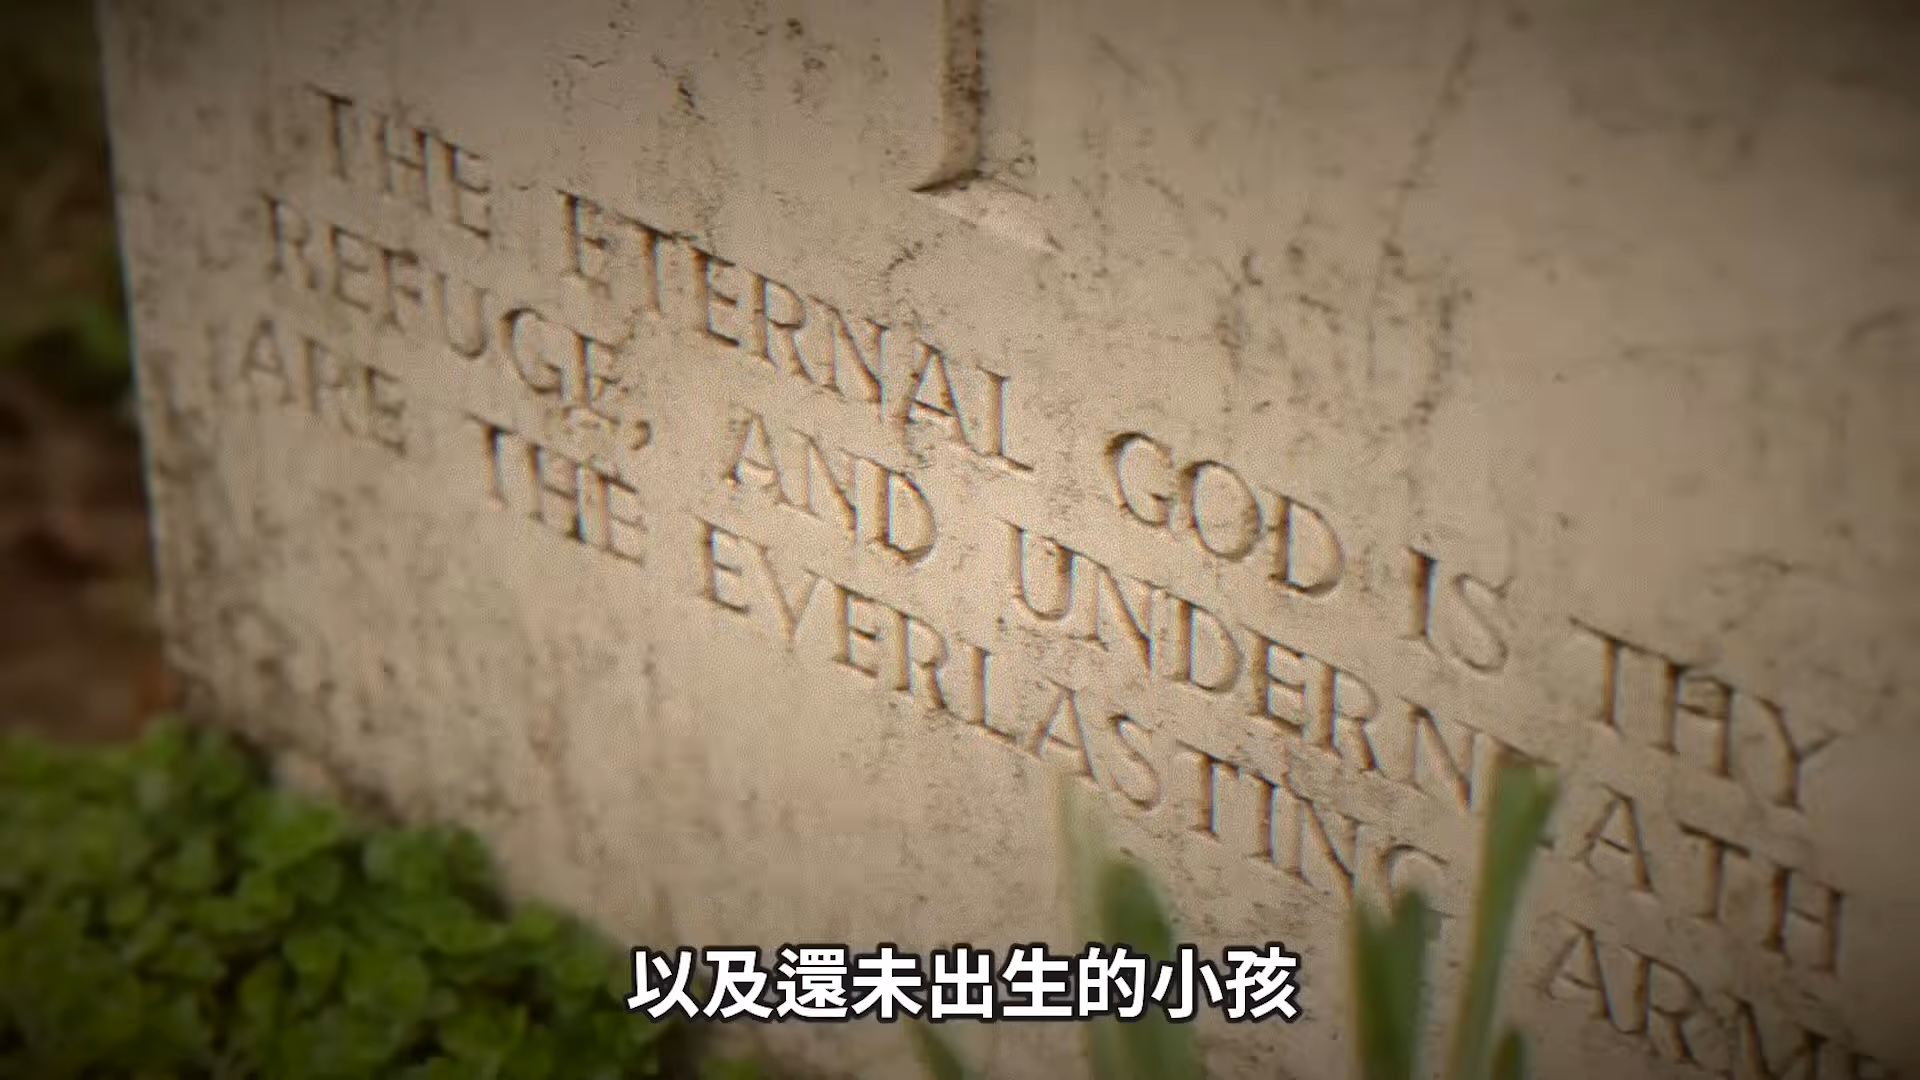 THE ETERNAL GOD IS THY
REFUGE, AND UNDERNEATH
ARE THE EVERLASTING ARMS
以及還未出生的小孩